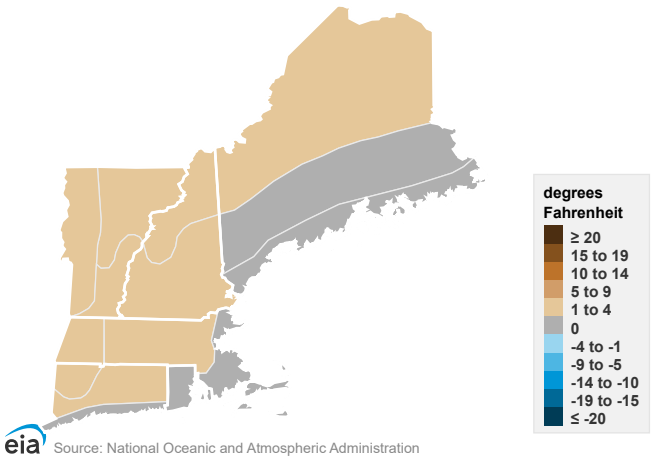 degrees
Fahrenheit
≥ 20
15 to 19
10 to 14
5 to 9
1 to 4
0
-4 to -1
-9 to -5
-14 to -10
-19 to -15
≤ -20
eia
Source: National Oceanic and Atmospheric Administration